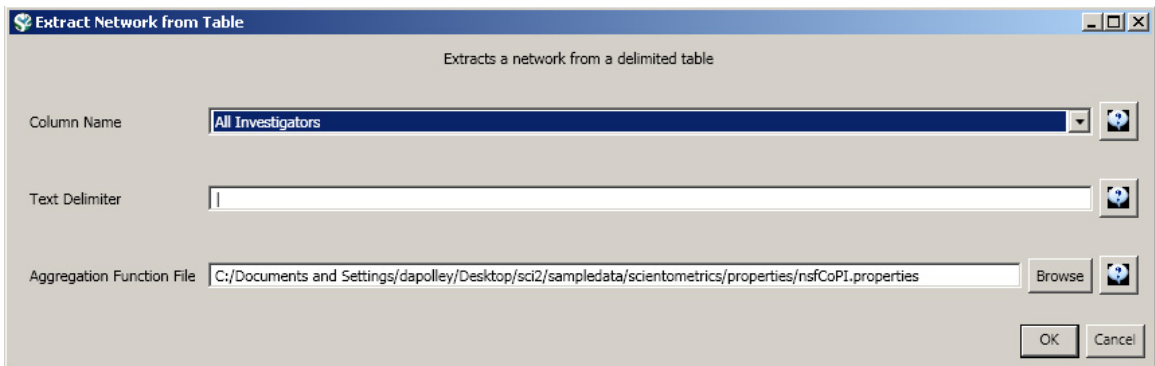 Extract Network from Table
Extracts a network from a delimited table
Column Name All Investigators
Text Delimiter |
Aggregation Function File C:/Documents and Settings/dapolley/Desktop/sci2/sampledata/scientometrics/properties/nsfCoPI.properties Browse
OK Cancel